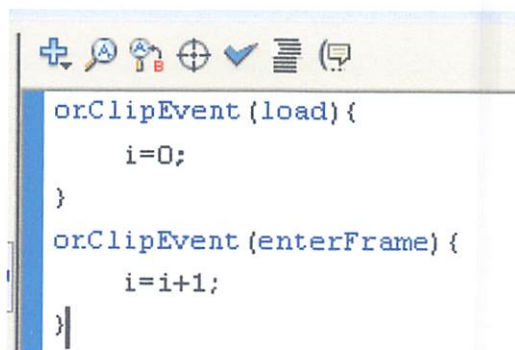 onClipEvent(load){
i=0;
}
onClipEvent(enterFrame){
i=i+1;
}